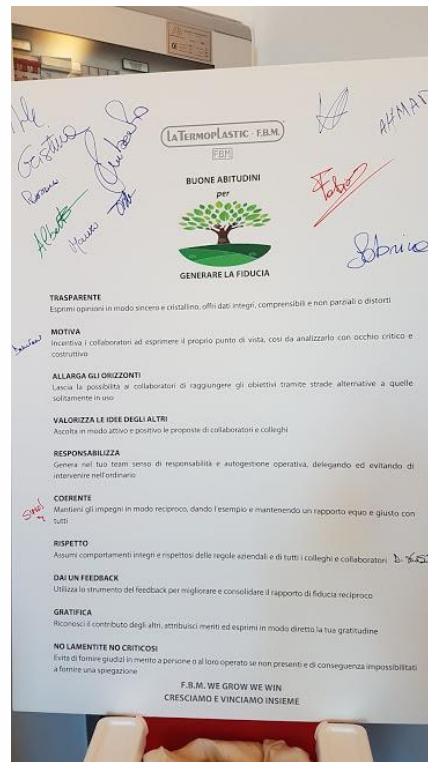 LATERMOPLASTIC - F.B.M.
FBM
BUONE ABITUDINI
per
GENERARE LA FIDUCIA
Cristina
AHMAD
Fabio
Alberto
Mauro
Sabrina
TRASPARENTE
Esprimi opinioni in modo sincero e cristallino, offri dati integri, comprensibili e non parziali o distorti
MOTIVA
Incentiva i collaboratori ad esprimere il proprio punto di vista, così da analizzarlo con occhio critico e
costruttivo
ALLARGA GLI ORIZZONTI
Lascia la possibilità ai collaboratori di raggiungere gli obiettivi tramite strade alternative a quelle
solitamente in uso
VALORIZZA LE IDEE DEGLI ALTRI
Ascolta in modo attivo e positivo le proposte di collaboratori e colleghi
RESPONSABILIZZA
Genera nel tuo team senso di responsabilità e autogestione operativa, delegando ed evitando di
intervenire nell'ordinario
COERENTE
Mantieni gli impegni in modo reciproco, dando l'esempio e mantenendo un rapporto equo e giusto con
tutti
RISPETTO
Assumi comportamenti integri e rispettosi delle regole aziendali e di tutti i colleghi e collaboratori
DAI UN FEEDBACK
Utilizza lo strumento del feedback per migliorare e consolidare il rapporto di fiducia reciproco
GRATIFICA
Riconosci il contributo degli altri, attribuisci meriti ed esprimi in modo diretto la tua gratitudine
NO LAMENTITE NO CRITICOSI
Evita di fornire giudizi in merito a persone o al loro operato se non presenti e di conseguenza impossibilitati
a fornire una spiegazione
F.B.M. WE GROW WE WIN
CRESCIAMO E VINCIAMO INSIEME